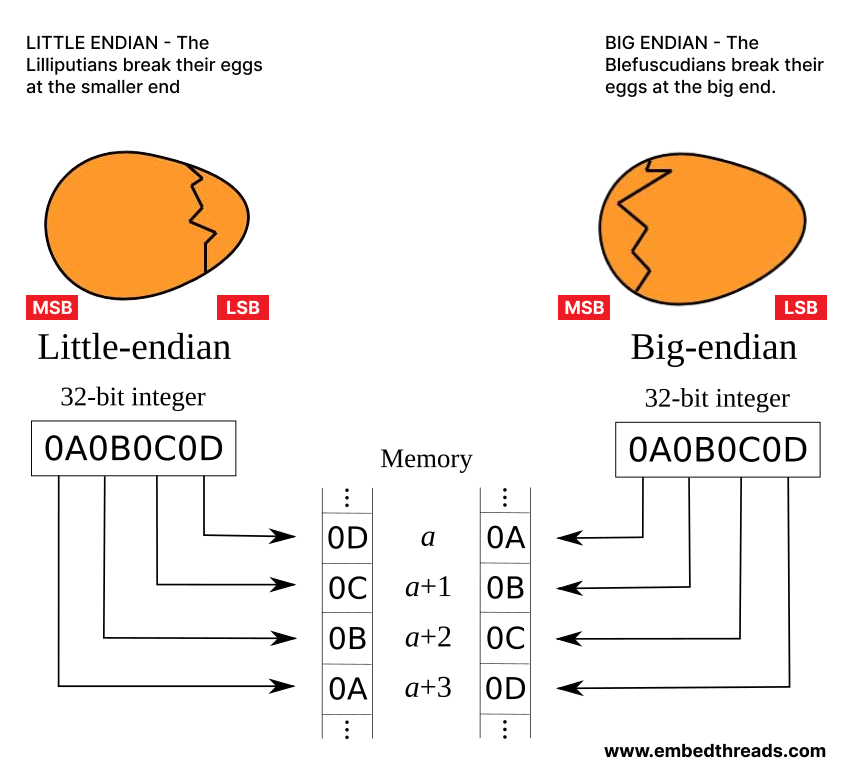 LITTLE ENDIAN - The
Lilliputians break their eggs
at the smaller end
BIG ENDIAN - The
Blefuscudians break their
eggs at the big end.
MSB
LSB
MSB
LSB
Little-endian
Big-endian
32-bit integer
32-bit integer
0A0B0C0D
0A0B0C0D
Memory
⋮ ⋮
0D a 0A
0C a+1 0B
0B a+2 0C
0A a+3 0D
⋮ ⋮
www.embedthreads.com